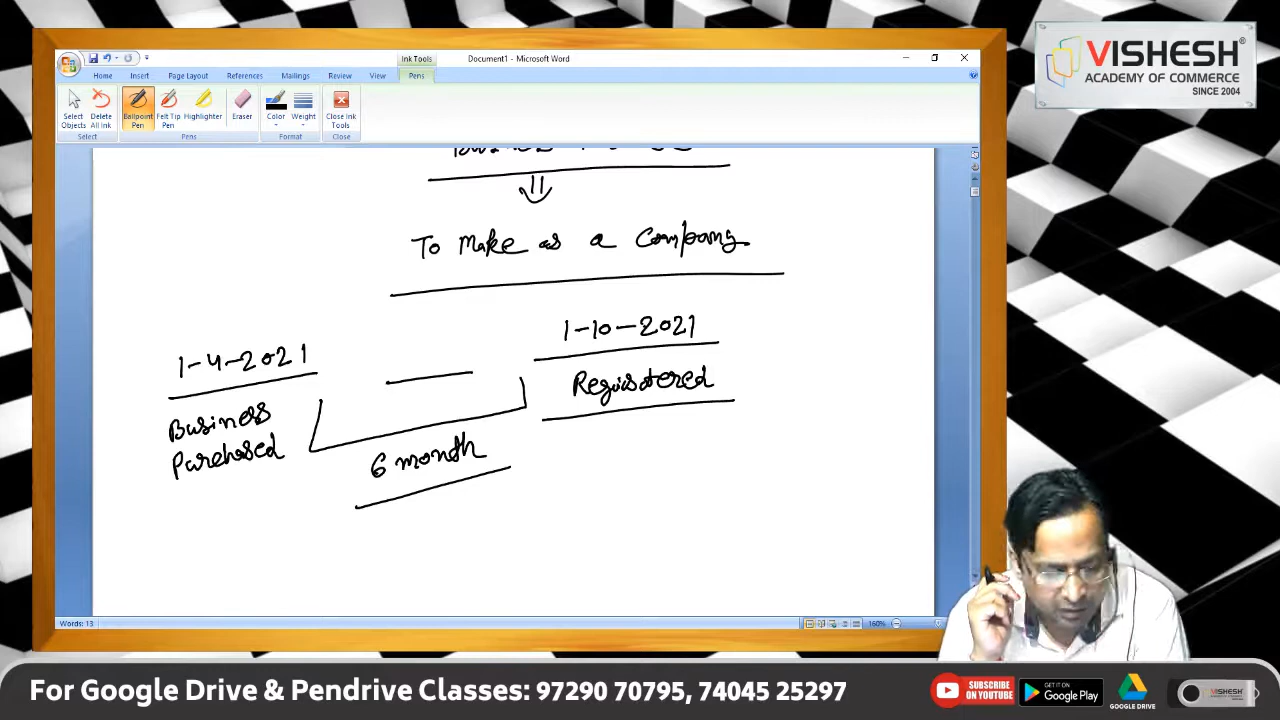 VISHESH
ACADEMY OF COMMERCE
SINCE 2004
Ink Tools
Document1 - Microsoft Word
Home Insert Page Layout References Mailings Review View Pens
Select Objects Delete All Ink Ballpoint Pen Felt Tip Pen Highlighter Eraser Color Weight Close Ink Tools
Select Pens Format Close
To Make as a Company
1-10-2021
1-4-2021
Registered
Business
Purchased
6 month
Words: 13 160%
For Google Drive & Pendrive Classes: 97290 70795, 74045 25297
SUBSCRIBE
ON YOUTUBE
GET IT ON
Google Play
GOOGLE DRIVE
VISHESH